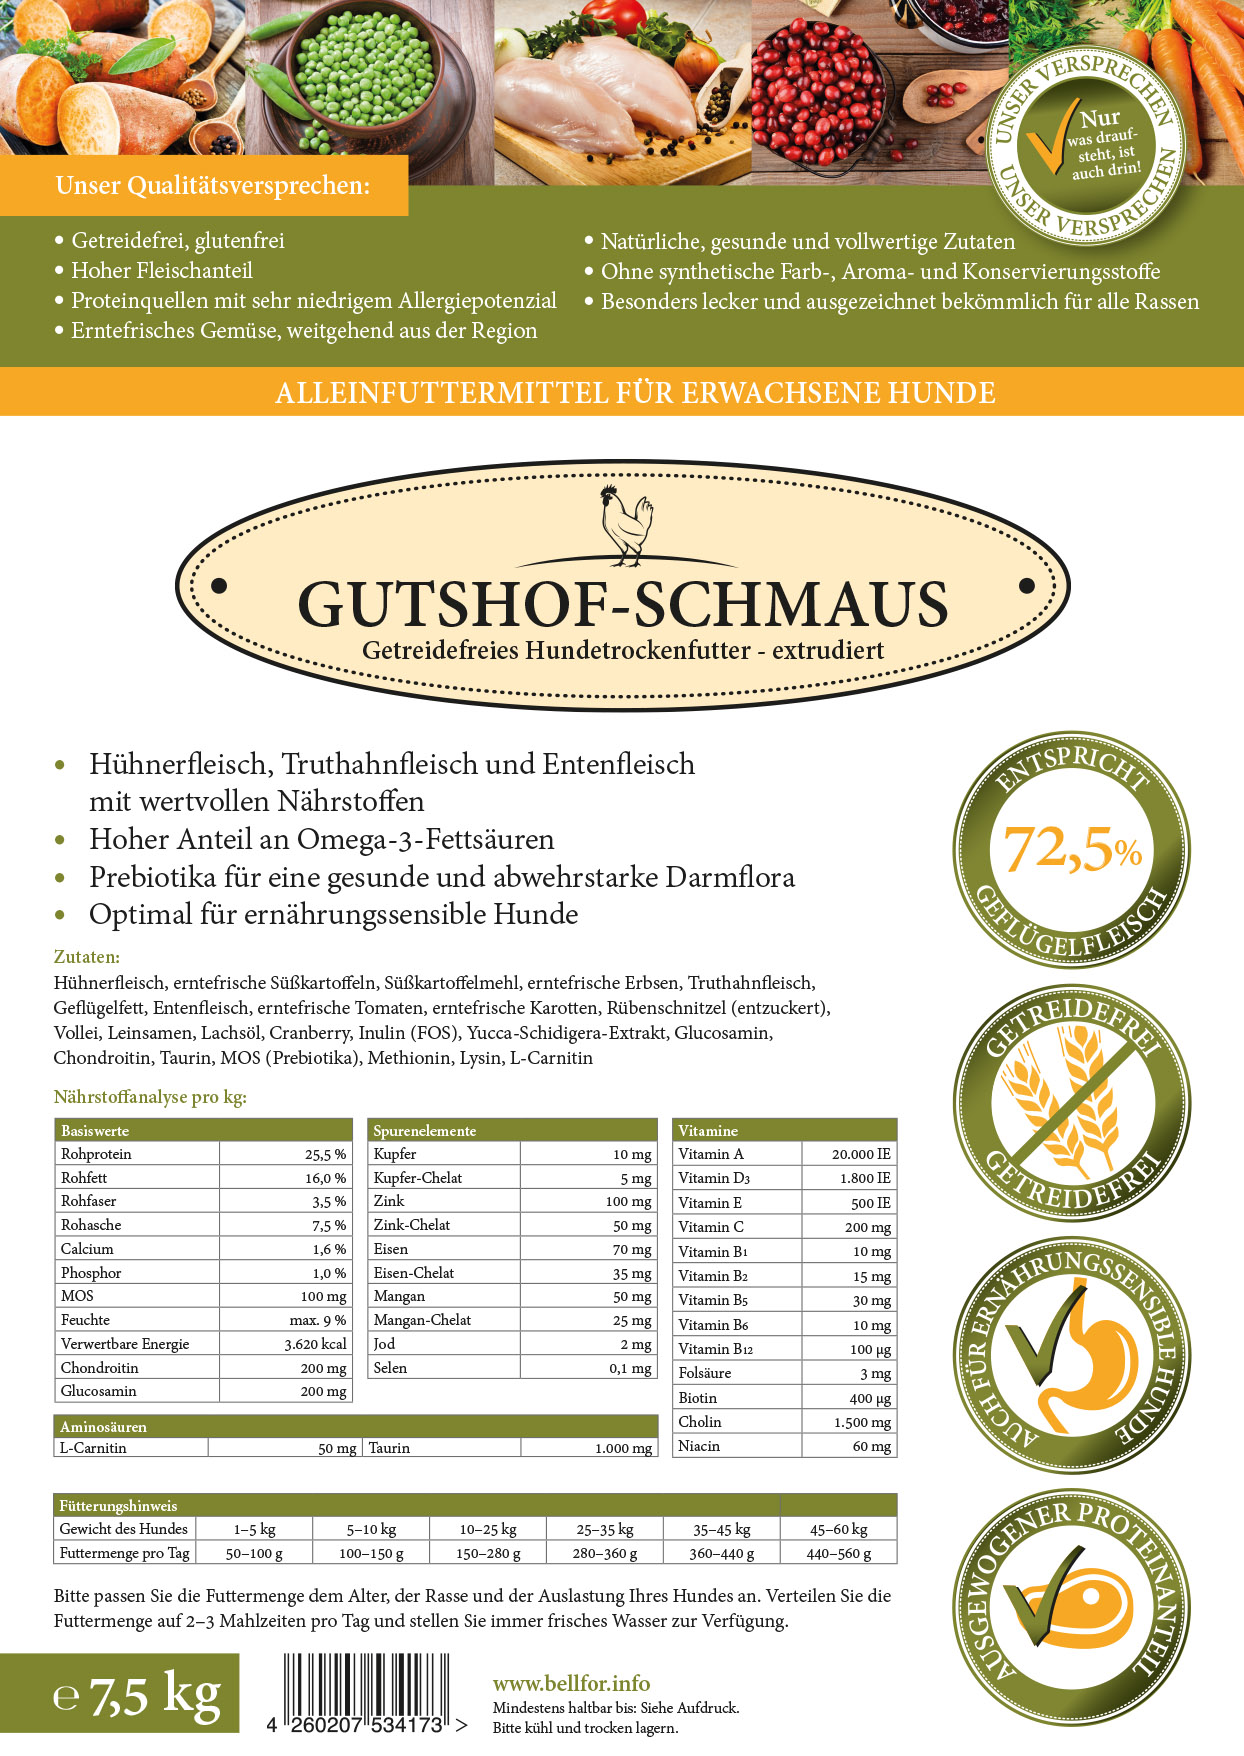 UNSER VERSPRECHEN
UNSER VERSPRECHEN
Nur
was drauf-
steht, ist
auch drin!
Unser Qualitätsversprechen:
• Getreidefrei, glutenfrei
• Hoher Fleischanteil
• Proteinquellen mit sehr niedrigem Allergiepotenzial
• Erntefrisches Gemüse, weitgehend aus der Region
• Natürliche, gesunde und vollwertige Zutaten
• Ohne synthetische Farb-, Aroma- und Konservierungsstoffe
• Besonders lecker und ausgezeichnet bekömmlich für alle Rassen
ALLEINFUTTERMITTEL FÜR ERWACHSENE HUNDE
GUTSHOF-SCHMAUS
Getreidefreies Hundetrockenfutter - extrudiert
• Hühnerfleisch, Truthahnfleisch und Entenfleisch
mit wertvollen Nährstoffen
• Hoher Anteil an Omega-3-Fettsäuren
• Prebiotika für eine gesunde und abwehrstarke Darmflora
• Optimal für ernährungssensible Hunde
ENTSPRICHT
72,5%
GEFLÜGELFLEISCH
Zutaten:
Hühnerfleisch, erntefrische Süßkartoffeln, Süßkartoffelmehl, erntefrische Erbsen, Truthahnfleisch,
Geflügelfett, Entenfleisch, erntefrische Tomaten, erntefrische Karotten, Rübenschnitzel (entzuckert),
Vollei, Leinsamen, Lachsöl, Cranberry, Inulin (FOS), Yucca-Schidigera-Extrakt, Glucosamin,
Chondroitin, Taurin, MOS (Prebiotika), Methionin, Lysin, L-Carnitin
GETREIDEFREI
GETREIDEFREI
Nährstoffanalyse pro kg:
Basiswerte
Rohprotein 25,5 %
Rohfett 16,0 %
Rohfaser 3,5 %
Rohasche 7,5 %
Calcium 1,6 %
Phosphor 1,0 %
MOS 100 mg
Feuchte max. 9 %
Verwertbare Energie 3.620 kcal
Chondroitin 200 mg
Glucosamin 200 mg
Spurenelemente
Kupfer 10 mg
Kupfer-Chelat 5 mg
Zink 100 mg
Zink-Chelat 50 mg
Eisen 70 mg
Eisen-Chelat 35 mg
Mangan 50 mg
Mangan-Chelat 25 mg
Jod 2 mg
Selen 0,1 mg
Vitamine
Vitamin A 20.000 IE
Vitamin D3 1.800 IE
Vitamin E 500 IE
Vitamin C 200 mg
Vitamin B1 10 mg
Vitamin B2 15 mg
Vitamin B5 30 mg
Vitamin B6 10 mg
Vitamin B12 100 µg
Folsäure 3 mg
Biotin 400 µg
Cholin 1.500 mg
Niacin 60 mg
Aminosäuren
L-Carnitin 50 mg Taurin 1.000 mg
AUCH FÜR ERNÄHRUNGSSENSIBLE HUNDE
Fütterungshinweis
Gewicht des Hundes 1–5 kg 5–10 kg 10–25 kg 25–35 kg 35–45 kg 45–60 kg
Futtermenge pro Tag 50–100 g 100–150 g 150–280 g 280–360 g 360–440 g 440–560 g
AUSGEWOGENER PROTEINANTEIL
Bitte passen Sie die Futtermenge dem Alter, der Rasse und der Auslastung Ihres Hundes an. Verteilen Sie die
Futtermenge auf 2–3 Mahlzeiten pro Tag und stellen Sie immer frisches Wasser zur Verfügung.
℮ 7,5 kg
4 260207 534173 >
www.bellfor.info
Mindestens haltbar bis: Siehe Aufdruck.
Bitte kühl und trocken lagern.